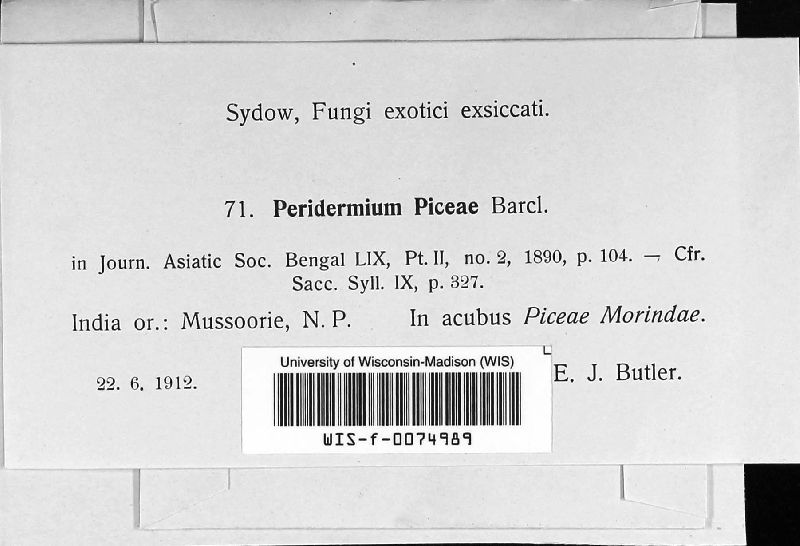 Sydow, Fungi exotici exsiccati.
71. Peridermium Piceae Barcl.
in Journ. Asiatic Soc. Bengal LIX, Pt. II, no. 2, 1890, p. 104. — Cfr.
Sacc. Syll. IX, p. 327.
India or.: Mussoorie, N. P. In acubus Piceae Morindae.
22. 6. 1912. E. J. Butler.
University of Wisconsin-Madison (WIS)
WIS-f-0074989